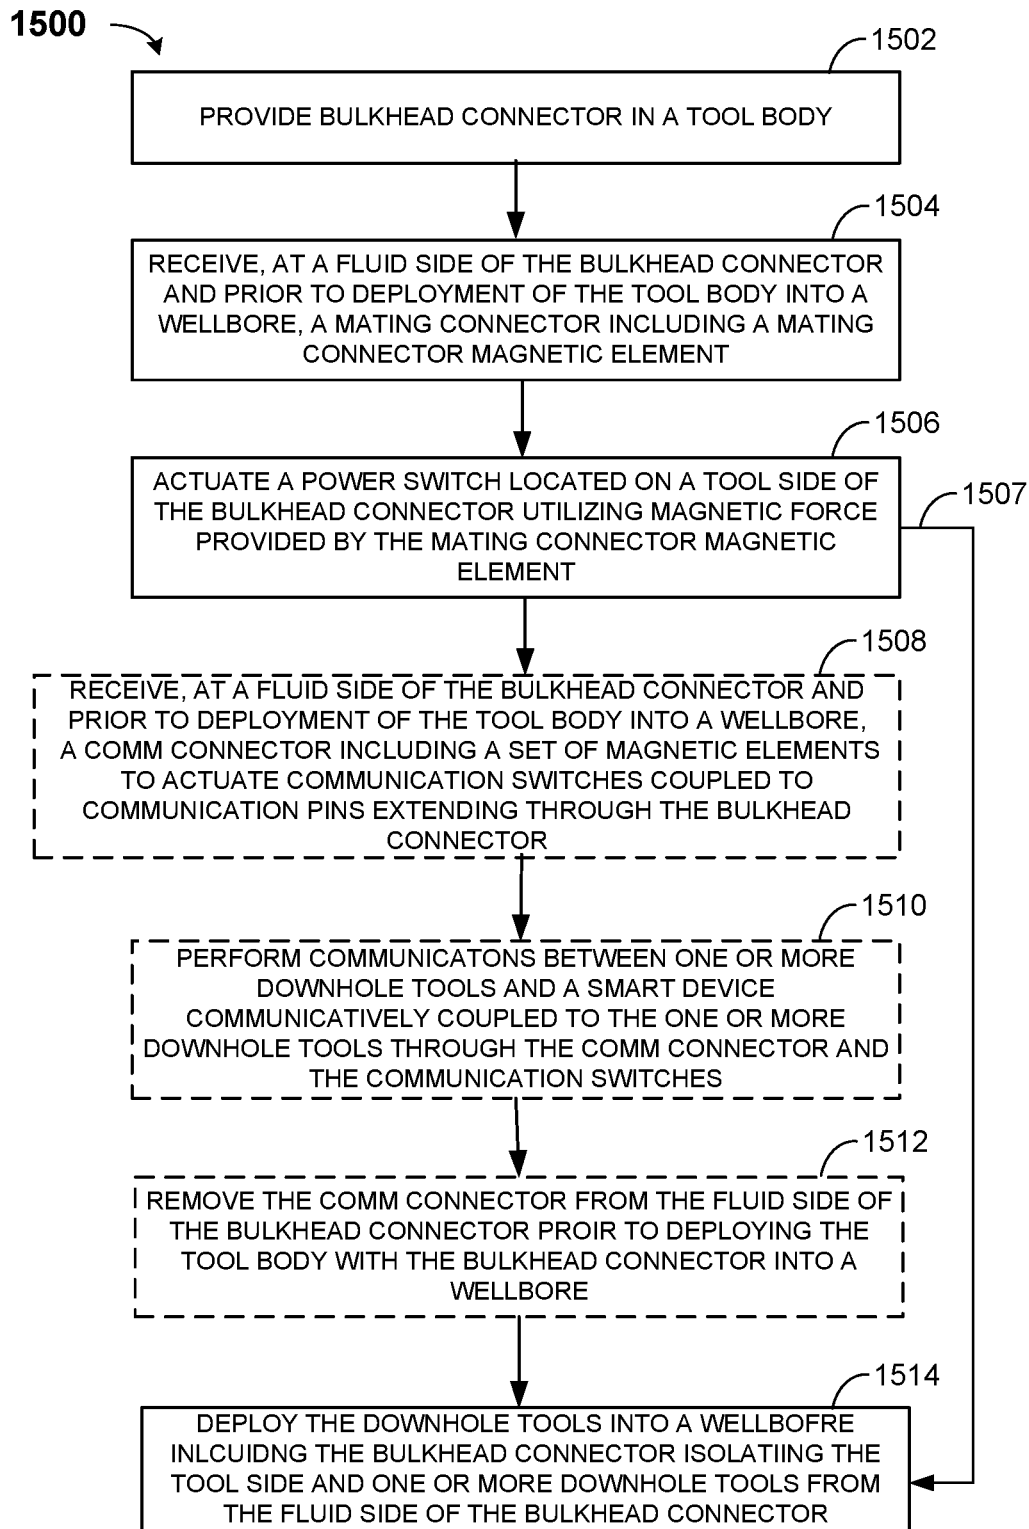 1500
1502
PROVIDE BULKHEAD CONNECTOR IN A TOOL BODY
1504
RECEIVE, AT A FLUID SIDE OF THE BULKHEAD CONNECTOR
AND PRIOR TO DEPLOYMENT OF THE TOOL BODY INTO A
WELLBORE, A MATING CONNECTOR INCLUDING A MATING
CONNECTOR MAGNETIC ELEMENT
1506
ACTUATE A POWER SWITCH LOCATED ON A TOOL SIDE OF
THE BULKHEAD CONNECTOR UTILIZING MAGNETIC FORCE
PROVIDED BY THE MATING CONNECTOR MAGNETIC
ELEMENT
1507
1508
RECEIVE, AT A FLUID SIDE OF THE BULKHEAD CONNECTOR AND
PRIOR TO DEPLOYMENT OF THE TOOL BODY INTO A WELLBORE,
A COMM CONNECTOR INCLUDING A SET OF MAGNETIC ELEMENTS
TO ACTUATE COMMUNICATION SWITCHES COUPLED TO
COMMUNICATION PINS EXTENDING THROUGH THE BULKHEAD
CONNECTOR
1510
PERFORM COMMUNICATONS BETWEEN ONE OR MORE
DOWNHOLE TOOLS AND A SMART DEVICE
COMMUNICATIVELY COUPLED TO THE ONE OR MORE
DOWNHOLE TOOLS THROUGH THE COMM CONNECTOR AND
THE COMMUNICATION SWITCHES
1512
REMOVE THE COMM CONNECTOR FROM THE FLUID SIDE OF
THE BULKHEAD CONNECTOR PROIR TO DEPLOYING THE
TOOL BODY WITH THE BULKHEAD CONNECTOR INTO A
WELLBORE
1514
DEPLOY THE DOWNHOLE TOOLS INTO A WELLBOFRE
INLCUIDNG THE BULKHEAD CONNECTOR ISOLATIING THE
TOOL SIDE AND ONE OR MORE DOWNHOLE TOOLS FROM
THE FLUID SIDE OF THE BULKHEAD CONNECTOR